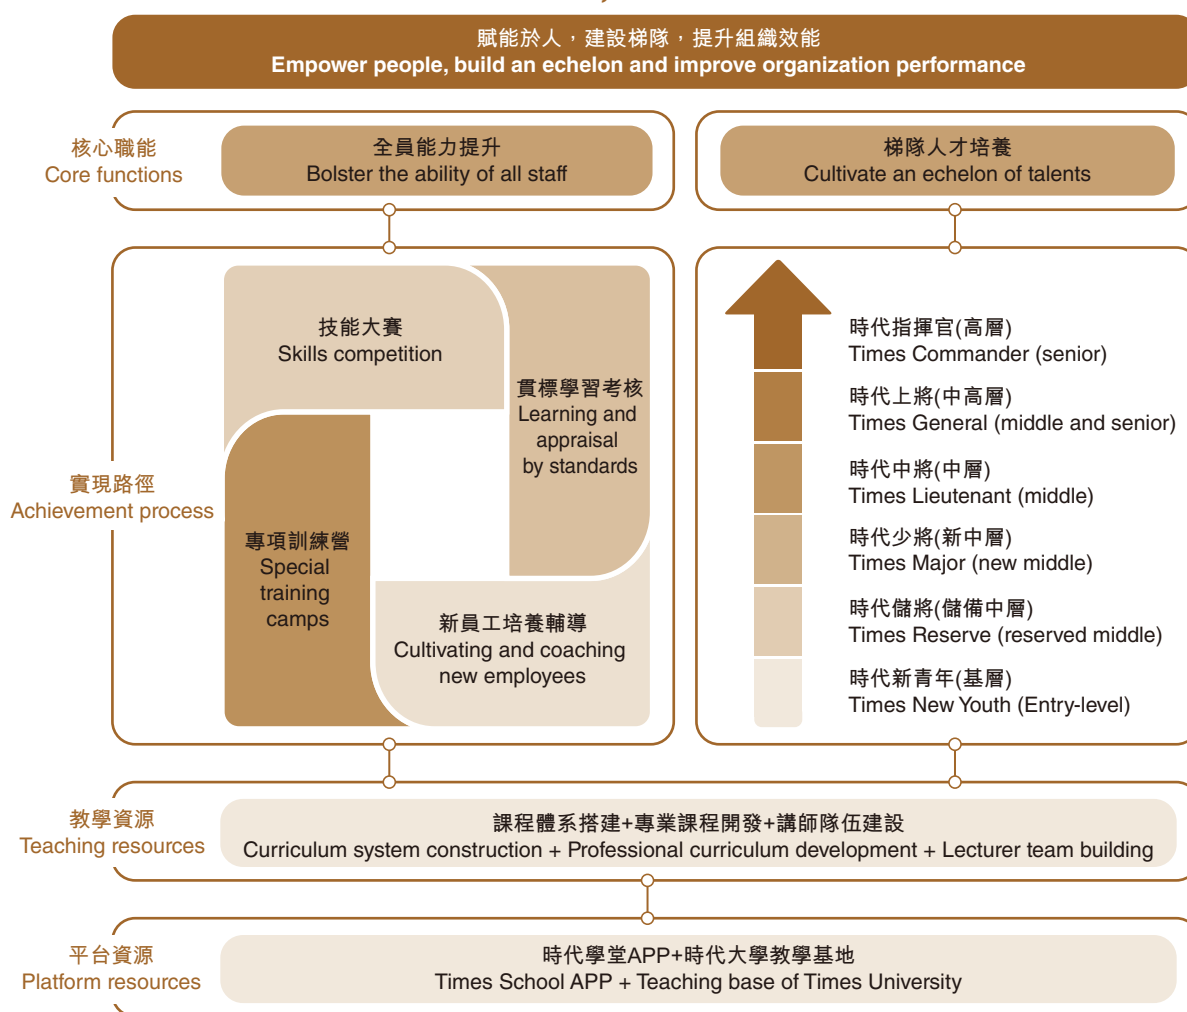 賦能於人，建設梯隊，提升組織效能
Empower people, build an echelon and improve organization performance
核心職能
Core functions
全員能力提升
Bolster the ability of all staff
梯隊人才培養
Cultivate an echelon of talents
實現路徑
Achievement process
技能大賽
Skills competition
貫標學習考核
Learning and
appraisal
by standards
專項訓練營
Special
training
camps
新員工培養輔導
Cultivating and coaching
new employees
時代指揮官(高層)
Times Commander (senior)
時代上將(中高層)
Times General (middle and senior)
時代中將(中層)
Times Lieutenant (middle)
時代少將(新中層)
Times Major (new middle)
時代儲將(儲備中層)
Times Reserve (reserved middle)
時代新青年(基層)
Times New Youth (Entry-level)
教學資源
Teaching resources
課程體系搭建+專業課程開發+講師隊伍建設
Curriculum system construction + Professional curriculum development + Lecturer team building
平台資源
Platform resources
時代學堂APP+時代大學教學基地
Times School APP + Teaching base of Times University